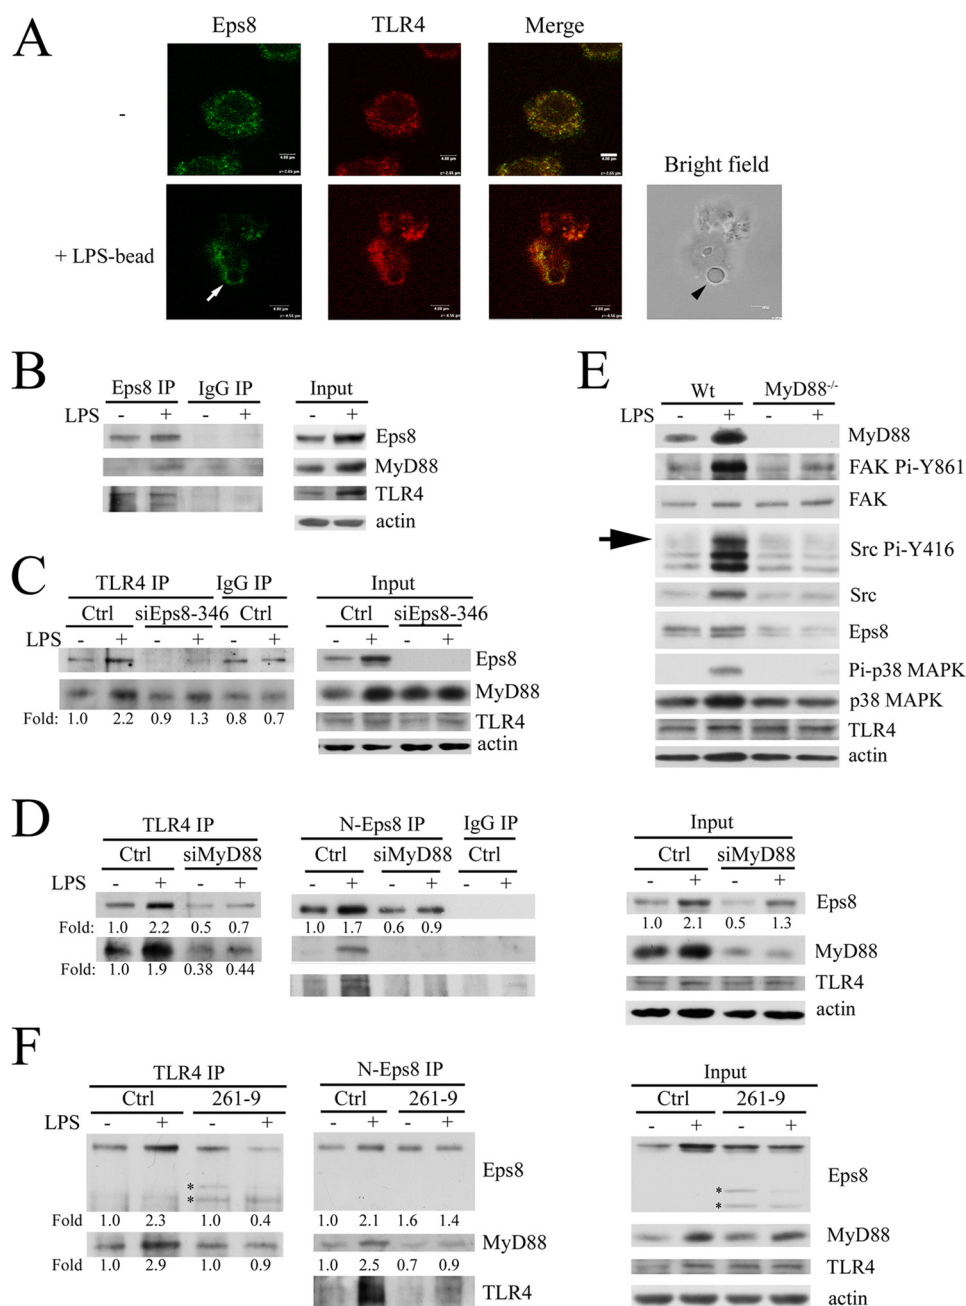 A
Eps8 TLR4 Merge
-
Bright field
+ LPS-bead
B
Eps8 IP IgG IP Input
LPS - + - + - +
Eps8
MyD88
TLR4
actin
C
TLR4 IP IgG IP Input
Ctrl siEps8-346 Ctrl Ctrl siEps8-346
LPS - + - + - + - + - +
Eps8
MyD88
Fold: 1.0 2.2 0.9 1.3 0.8 0.7
TLR4
actin
E
Wt MyD88-/-
LPS - + - +
MyD88
FAK Pi-Y861
FAK
Src Pi-Y416
Src
Eps8
Pi-p38 MAPK
p38 MAPK
TLR4
actin
D
TLR4 IP N-Eps8 IP IgG IP Input
Ctrl siMyD88 Ctrl siMyD88 Ctrl Ctrl siMyD88
LPS - + - + - + - + - + - + - +
Eps8
Fold: 1.0 2.2 0.5 0.7 1.0 1.7 0.6 0.9 1.0 2.1 0.5 1.3
MyD88
Fold: 1.0 1.9 0.38 0.44
TLR4
actin
F
TLR4 IP N-Eps8 IP Input
Ctrl 261-9 Ctrl 261-9 Ctrl 261-9
LPS - + - + - + - + - + - +
Eps8 Eps8
* *
* *
Fold 1.0 2.3 1.0 0.4 1.0 2.1 1.6 1.4
MyD88 MyD88
Fold 1.0 2.9 1.0 0.9 1.0 2.5 0.7 0.9
TLR4 TLR4
actin